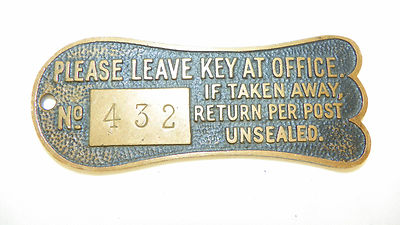 PLEASE LEAVE KEY AT OFFICE.
IF TAKEN AWAY,
No 432 RETURN PER POST
UNSEALED.